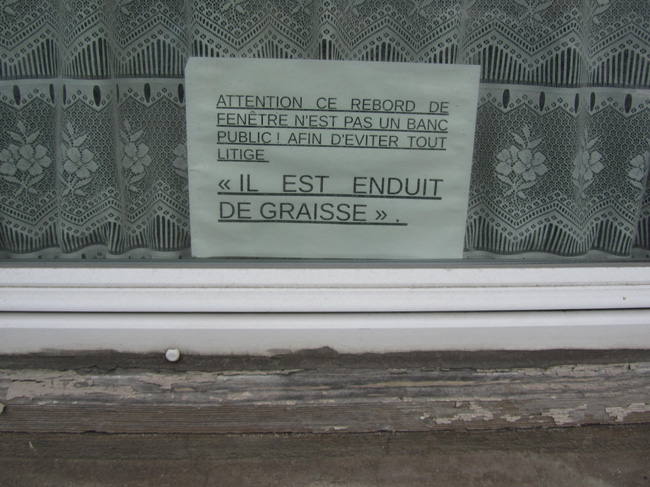 ATTENTION CE REBORD DE
FENÊTRE N'EST PAS UN BANC
PUBLIC ! AFIN D'EVITER TOUT
LITIGE
« IL EST ENDUIT
DE GRAISSE » .